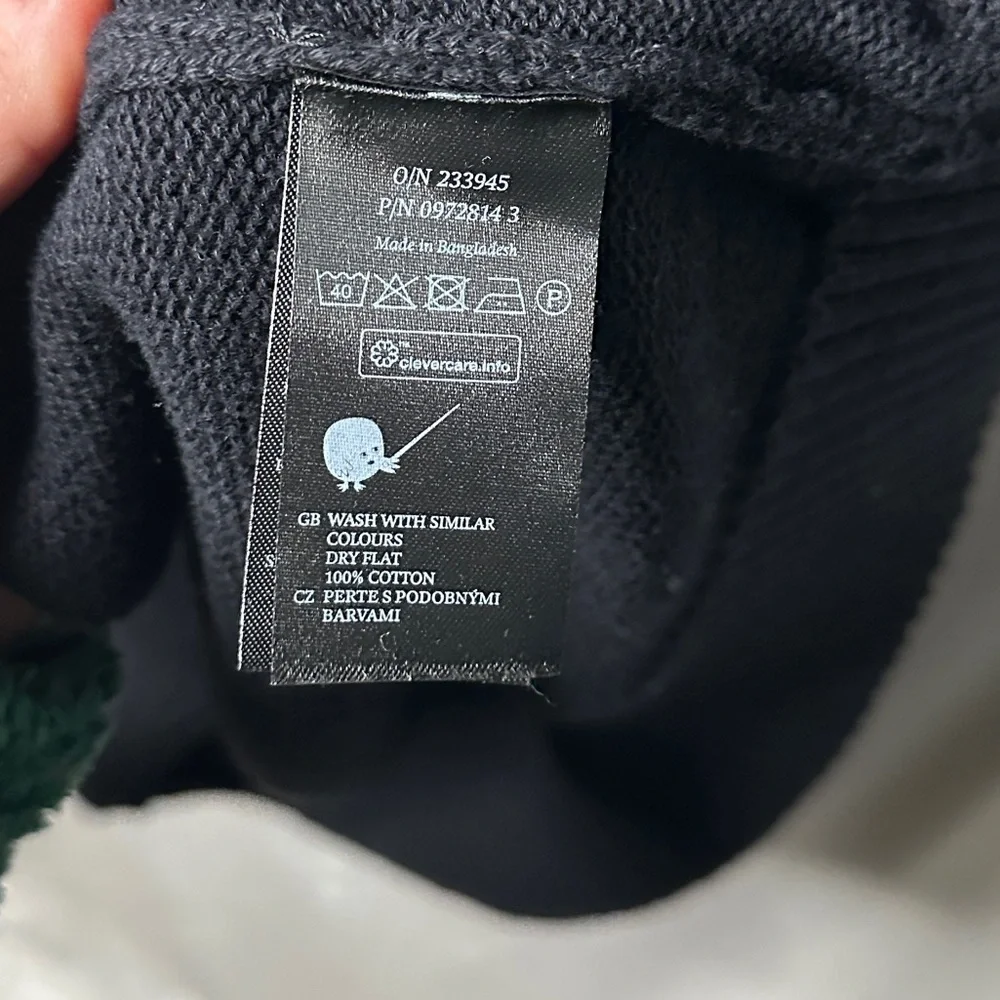 O/N 233945
P/N 0972814 3
Made in Bangladesh
40 P
clevercare.info
GB WASH WITH SIMILAR
COLOURS
DRY FLAT
100% COTTON
CZ PERTE S PODOBNÝMI
BARVAMI